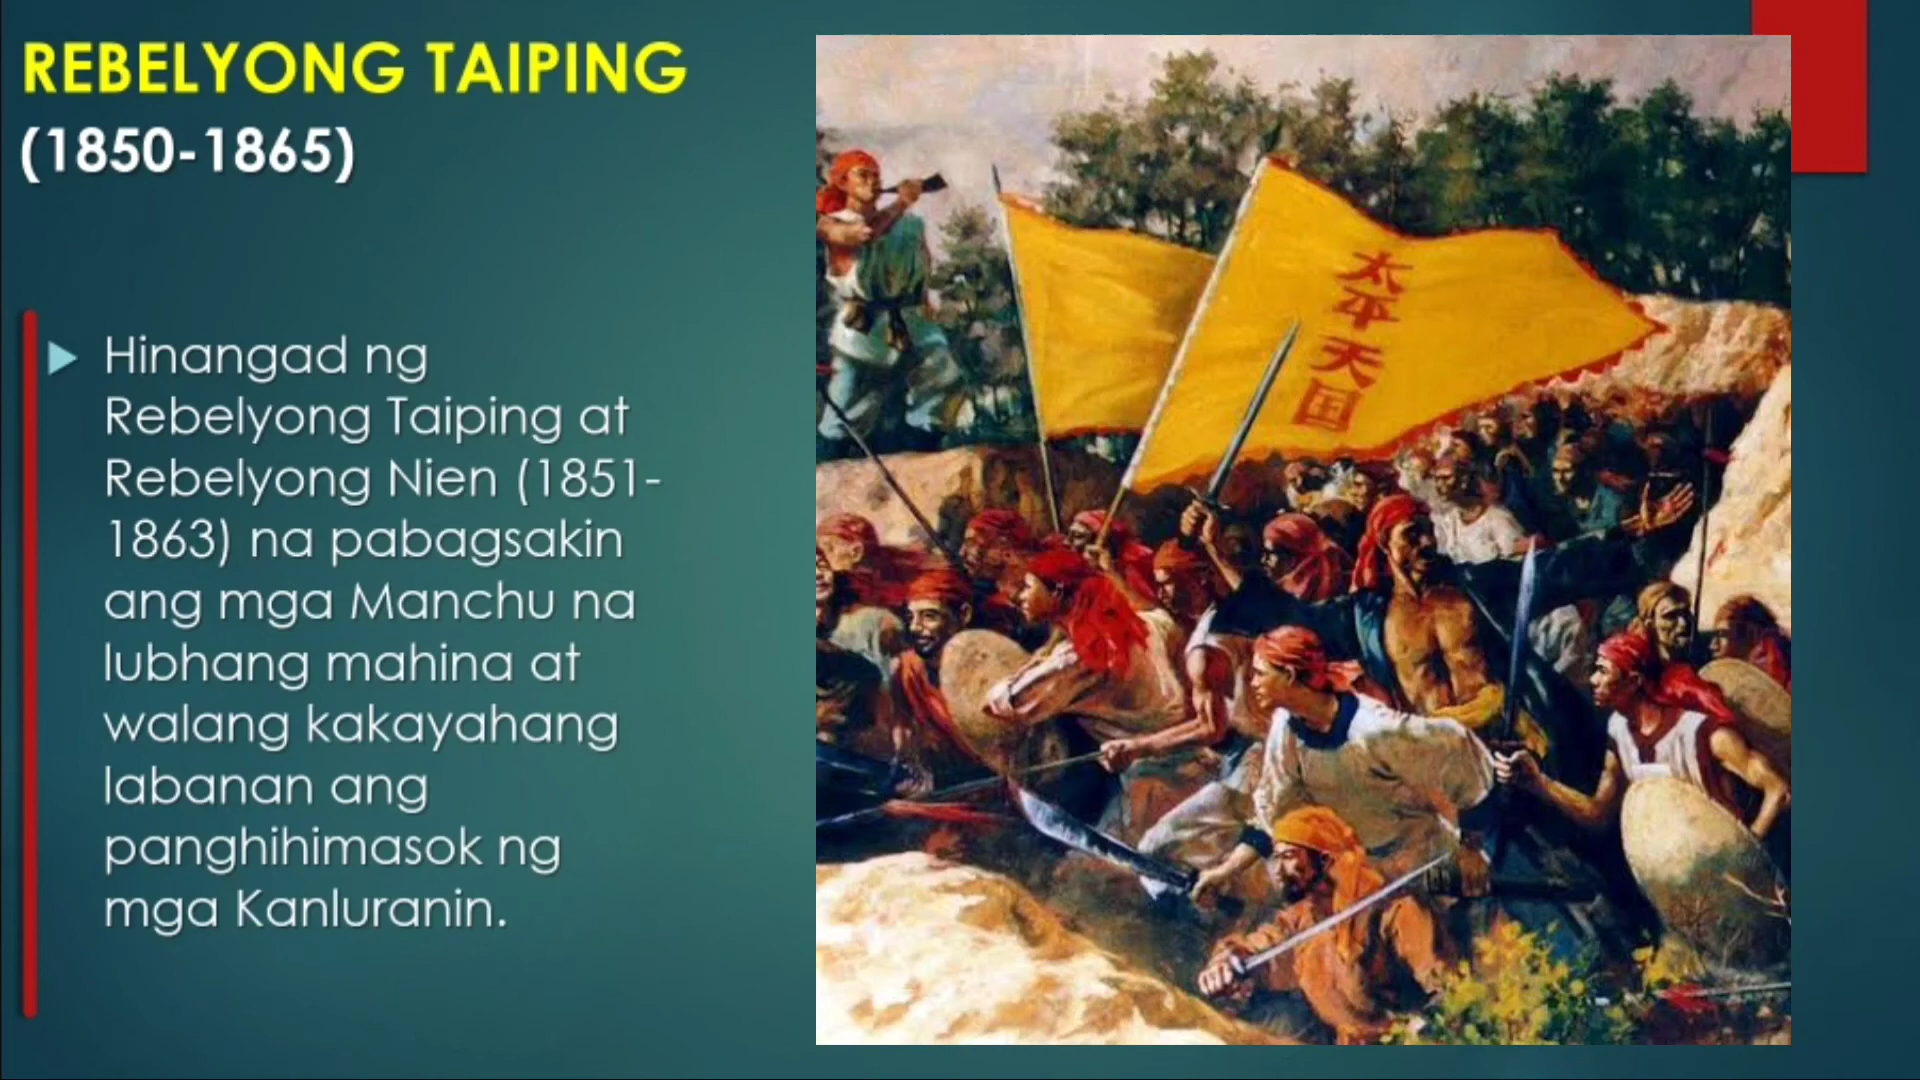 REBELYONG TAIPING
(1850-1865)
Hinangad ng
Rebelyong Taiping at
Rebelyong Nien (1851-
1863) na pabagsakin
ang mga Manchu na
lubhang mahina at
walang kakayahang
labanan ang
panghihimasok ng
mga Kanluranin.
太平天国